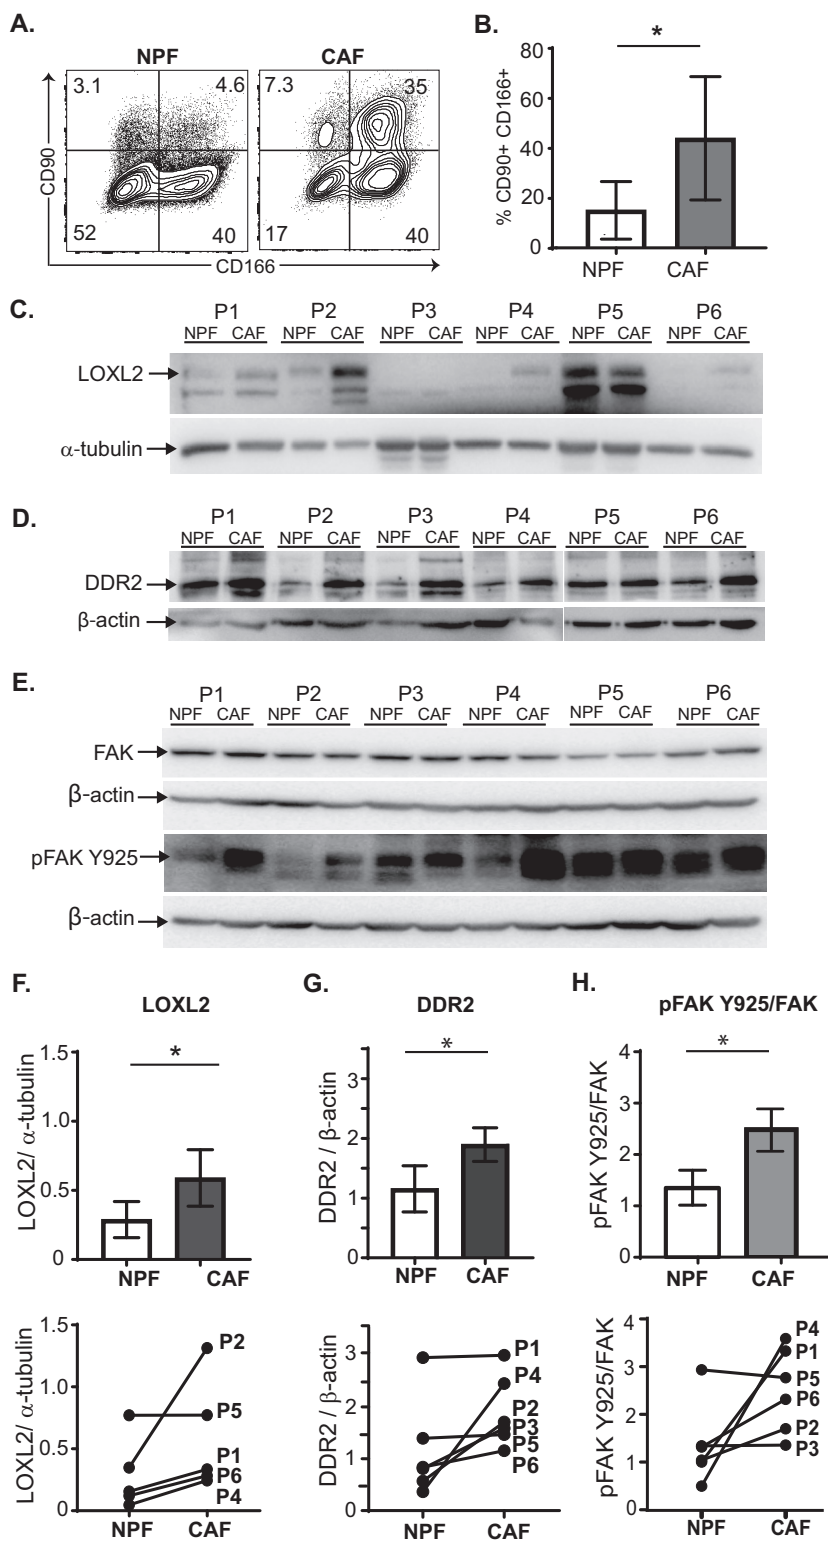 A.
NPF CAF
3.1 4.6 7.3 35
CD90
52 40 17 40
CD166
B.
*
% CD90+ CD166+
80
60
40
20
0
NPF CAF
C.
P1 P2 P3 P4 P5 P6
NPF CAF NPF CAF NPF CAF NPF CAF NPF CAF NPF CAF
LOXL2
α-tubulin
D.
P1 P2 P3 P4 P5 P6
NPF CAF NPF CAF NPF CAF NPF CAF NPF CAF NPF CAF
DDR2
β-actin
E.
P1 P2 P3 P4 P5 P6
NPF CAF NPF CAF NPF CAF NPF CAF NPF CAF NPF CAF
FAK
β-actin
pFAK Y925
β-actin
F.
LOXL2
LOXL2/ α-tubulin
*
1.5
1.0
0.5
0
NPF CAF
LOXL2/ α-tubulin
1.5
1.0
0.5
0
P2
P5
P1
P6
P4
NPF CAF
G.
DDR2
DDR2 / β-actin
*
3
2
1
0
NPF CAF
DDR2 / β-actin
3
2
1
0
P1
P4
P2
P3
P5
P6
NPF CAF
H.
pFAK Y925/FAK
pFAK Y925/FAK
*
4
3
2
1
0
NPF CAF
pFAK Y925/FAK
4
3
2
1
0
P4
P1
P5
P6
P2
P3
NPF CAF